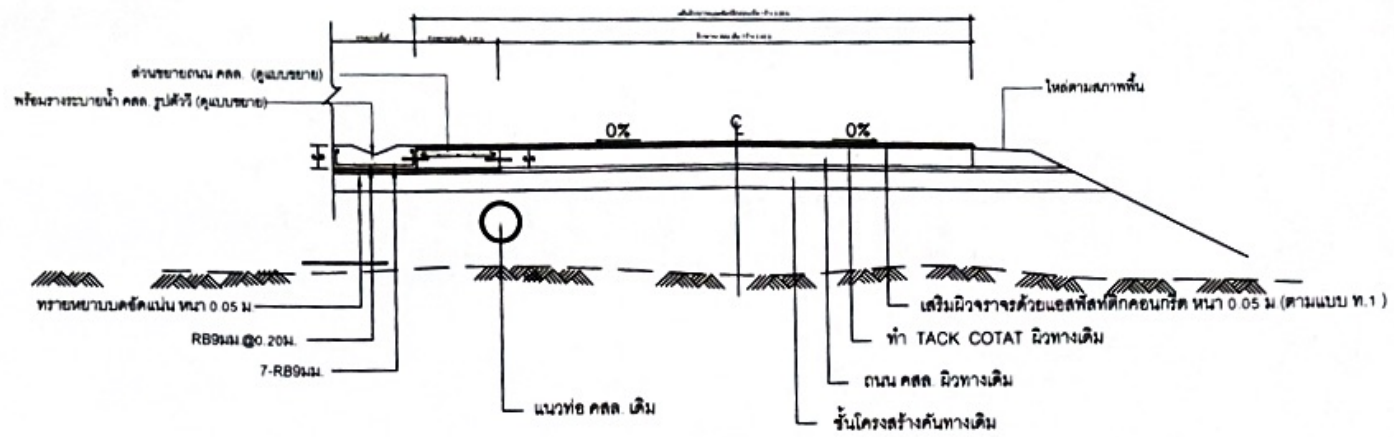 ส่วนขยายถนน คสล. (ดูแบบขยาย)
พร้อมรางระบายน้ำ คสล. รูปตัววี (ดูแบบขยาย)
ไหล่ตามสภาพพื้น
0%
0%
ทรายหยาบบดอัดแน่น หนา 0.05 ม.
เสริมผิวจราจรด้วยแอสฟัสท์ติกคอนกรีต หนา 0.05 ม (ตามแบบ ท.1 )
RB9มม.@0.20ม.
ทำ TACK COTAT ผิวทางเดิม
7-RB9มม.
ถนน คสล. ผิวทางเดิม
แนวท่อ คสล. เดิม
ชั้นโครงสร้างคันทางเดิม